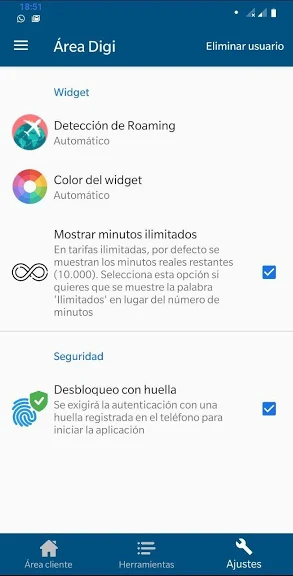 18:51
Área Digi
Eliminar usuario
Widget
Detección de Roaming
Automático
Color del widget
Automático
Mostrar minutos ilimitados
En tarifas ilimitadas, por defecto se
muestran los minutos reales restantes
(10.000). Selecciona esta opción si
quieres que se muestre la palabra
'Ilimitados' en lugar del número de
minutos
Seguridad
Desbloqueo con huella
Se exigirá la autenticación con una
huella registrada en el teléfono para
iniciar la aplicación
Área cliente
Herramientas
Ajustes